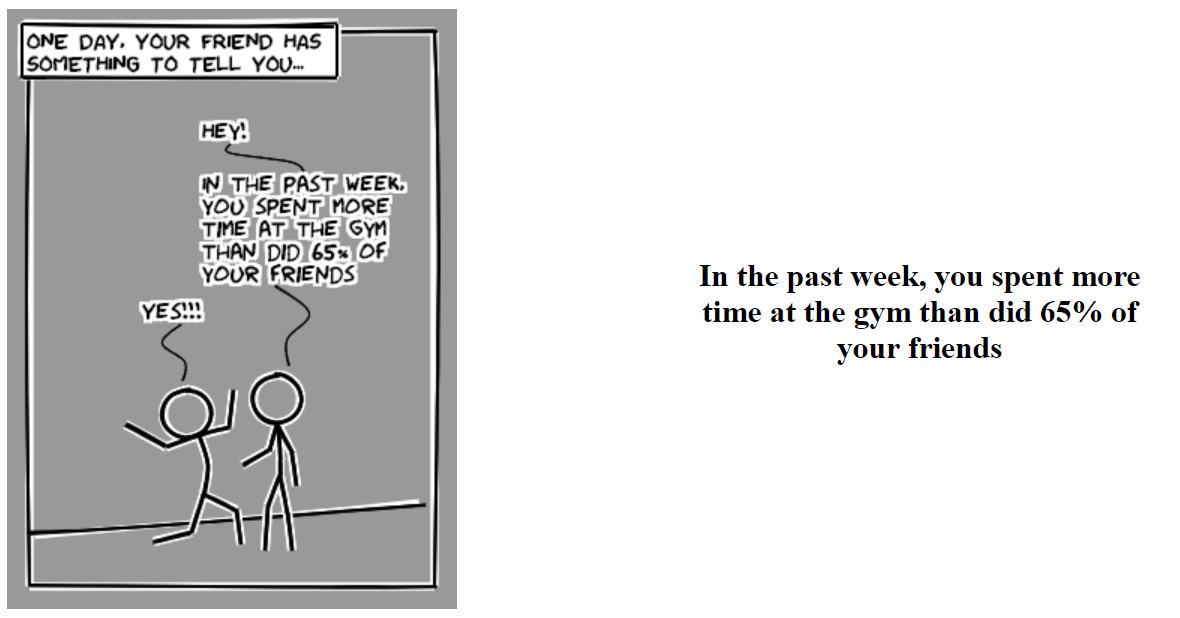 ONE DAY, YOUR FRIEND HAS
SOMETHING TO TELL YOU...
HEY!
IN THE PAST WEEK,
YOU SPENT MORE
TIME AT THE GYM
THAN DID 65% OF
YOUR FRIENDS
YES!!!
In the past week, you spent more
time at the gym than did 65% of
your friends